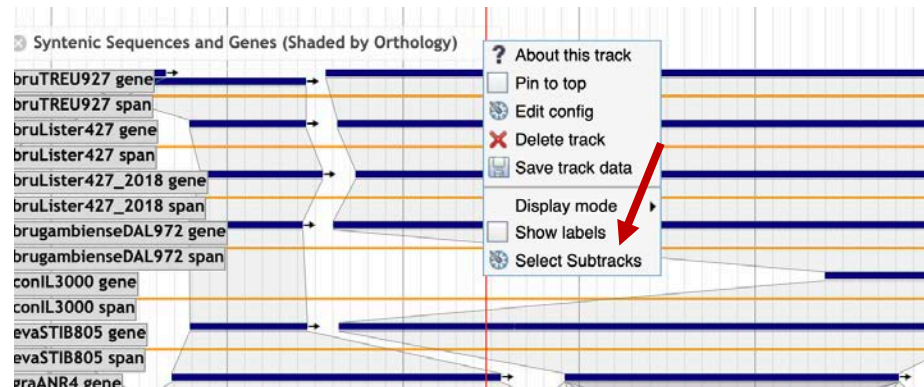 Syntenic Sequences and Genes (Shaded by Orthology)
bruTREU927 gene
bruTREU927 span
bruLister427 gene
bruLister427 span
bruLister427_2018 gene
bruLister427_2018 span
brugambienseDAL972 gene
brugambienseDAL972 span
conIL3000 gene
conIL3000 span
evaSTIB805 gene
evaSTIB805 span
graANR4 gene
? About this track
Pin to top
Edit config
Delete track
Save track data
Display mode
Show labels
Select Subtracks